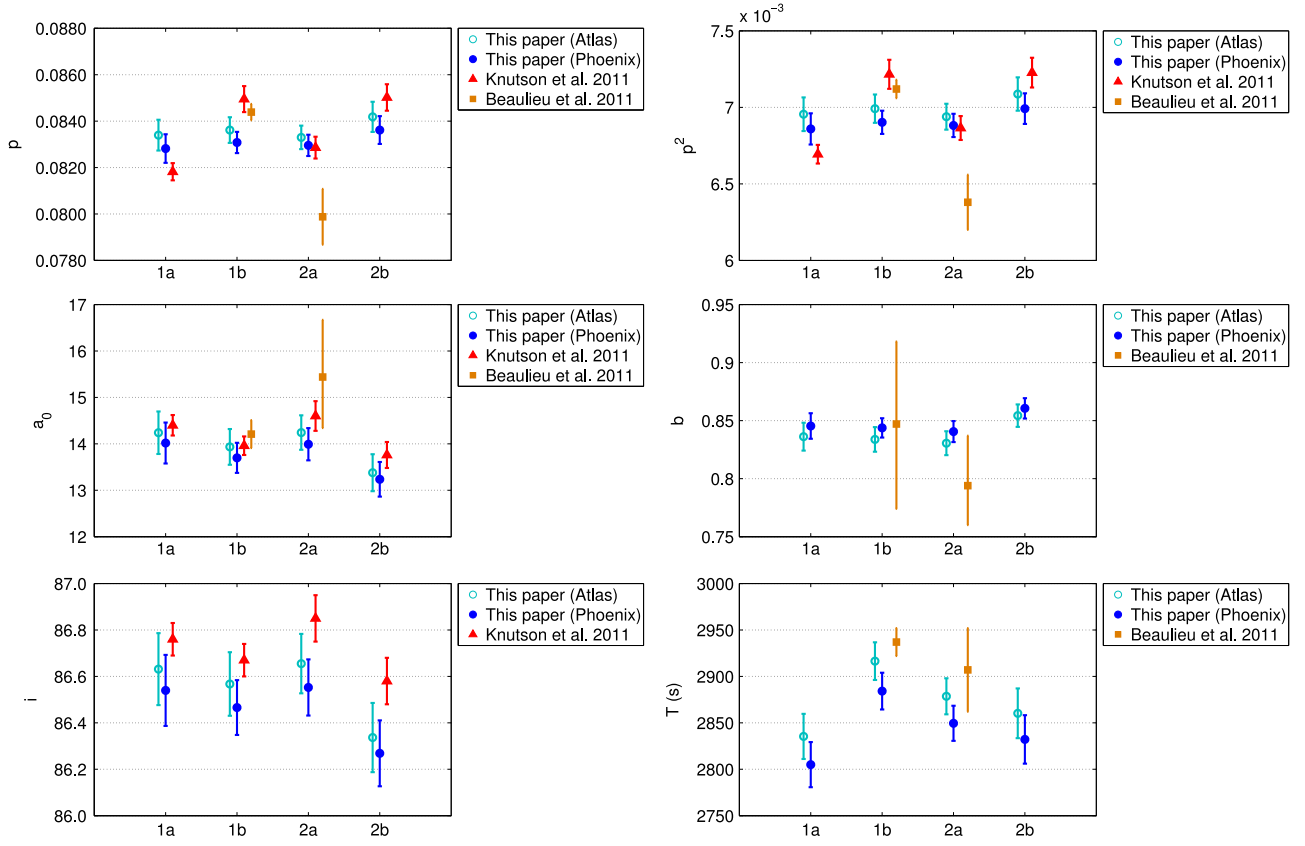 0.0880
0.0860
0.0840
0.0820
0.0800
0.0780
p
1a 1b 2a 2b
This paper (Atlas)
This paper (Phoenix)
Knutson et al. 2011
Beaulieu et al. 2011
x 10⁻³
7.5
7
6.5
6
p²
1a 1b 2a 2b
This paper (Atlas)
This paper (Phoenix)
Knutson et al. 2011
Beaulieu et al. 2011
17
16
15
14
13
12
a₀
1a 1b 2a 2b
This paper (Atlas)
This paper (Phoenix)
Knutson et al. 2011
Beaulieu et al. 2011
0.95
0.9
0.85
0.8
0.75
b
1a 1b 2a 2b
This paper (Atlas)
This paper (Phoenix)
Beaulieu et al. 2011
87.0
86.8
86.6
86.4
86.2
86.0
i
1a 1b 2a 2b
This paper (Atlas)
This paper (Phoenix)
Knutson et al. 2011
3000
2950
2900
2850
2800
2750
T (s)
1a 1b 2a 2b
This paper (Atlas)
This paper (Phoenix)
Beaulieu et al. 2011